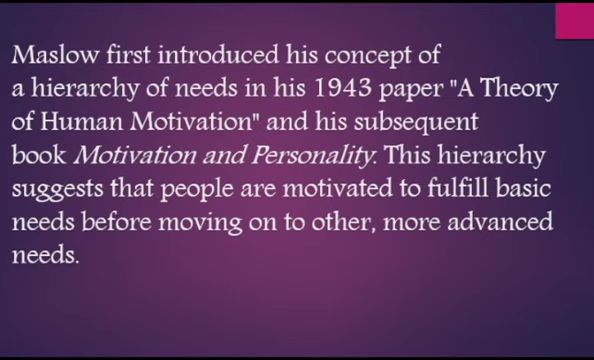 Maslow first introduced his concept of
a hierarchy of needs in his 1943 paper "A Theory
of Human Motivation" and his subsequent
book Motivation and Personality. This hierarchy
suggests that people are motivated to fulfill basic
needs before moving on to other, more advanced
needs.